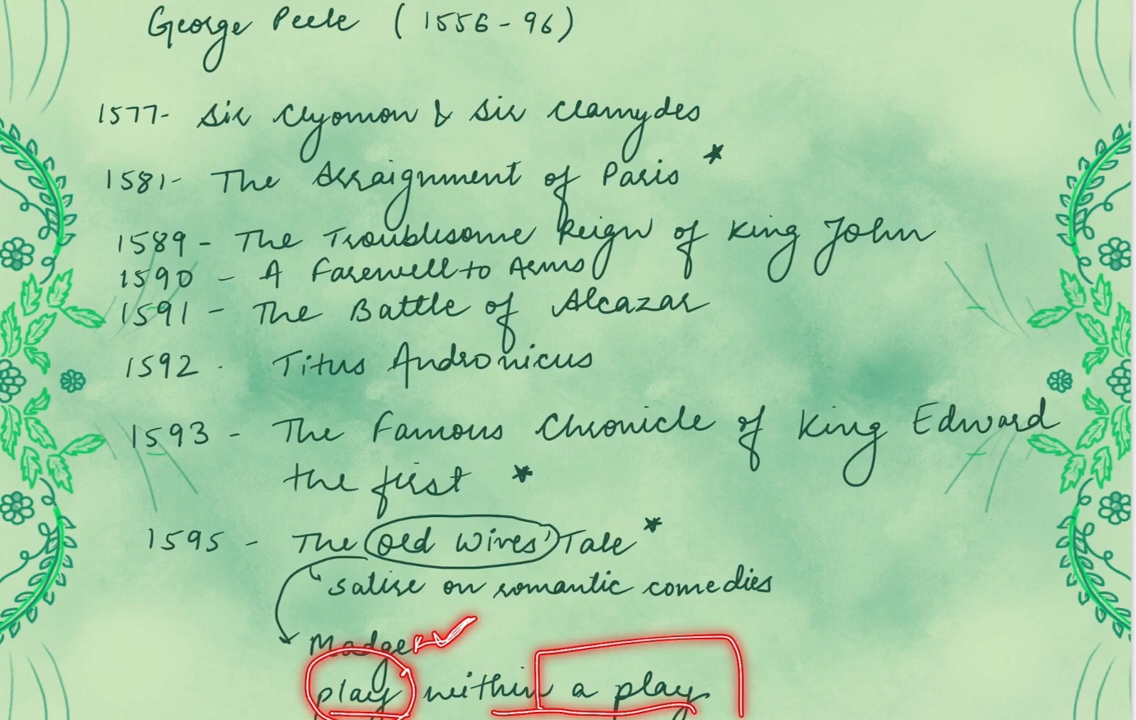 George Peele (1556-96)
1577- Sir Clyomon & Sir Clamydes
1581- The Arraignment of Paris *
1589 - The Troublesome Reign of King John
1590 - A Farewell to Arms
1591 - The Battle of Alcazar
1592 - Titus Andronicus
1593 - The Famous Chronicle of King Edward
the first *
1595 - The Old Wives' Tale *
satire on romantic comedies
Madge
play within a play